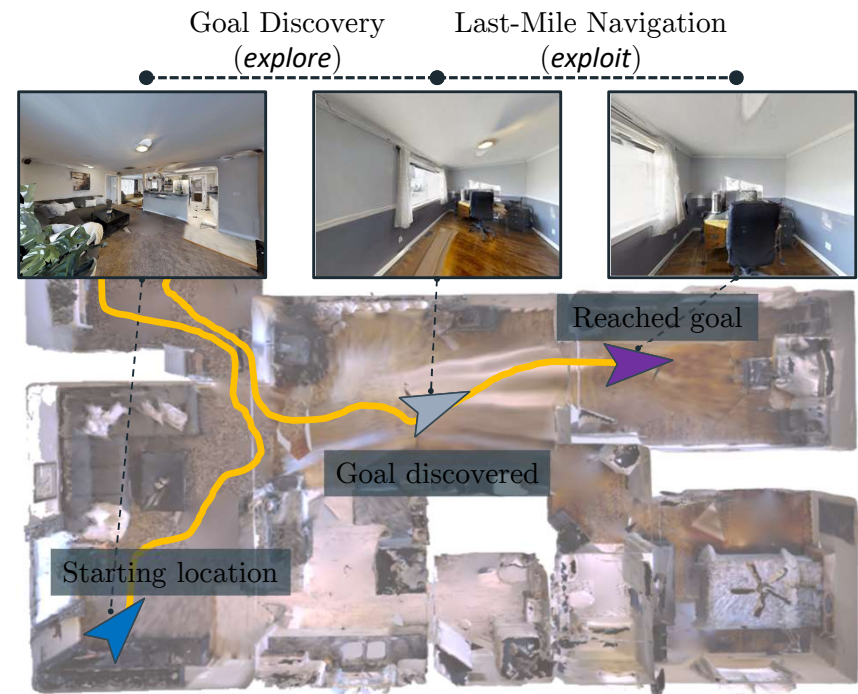 Goal Discovery
(explore)
Last-Mile Navigation
(exploit)
Reached goal
Goal discovered
Starting location